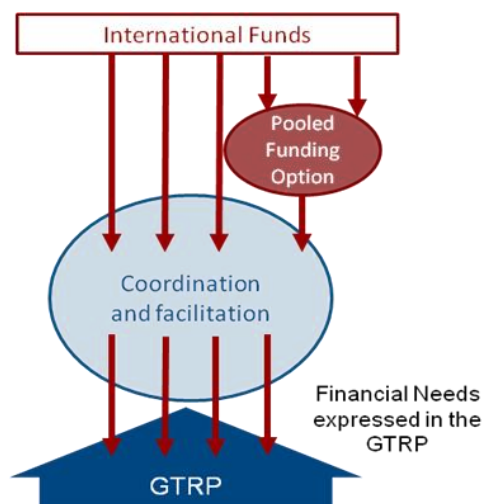 International Funds
Pooled
Funding
Option
Coordination
and facilitation
Financial Needs
expressed in the
GTRP
GTRP